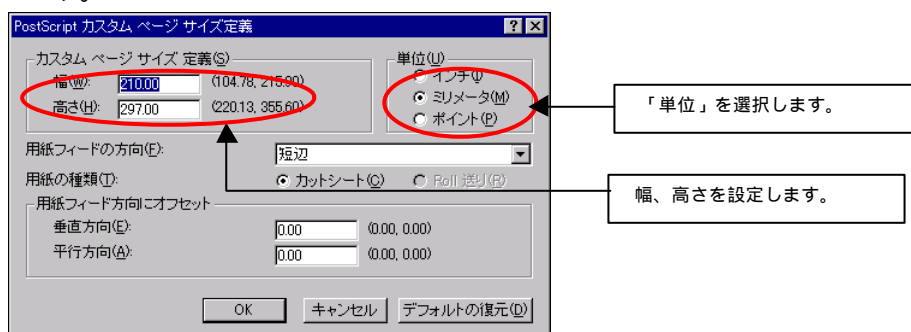 PostScript カスタム ページ サイズ定義
カスタム ページ サイズ 定義(S)
幅(W): 210.00 (104.78, 215.90)
高さ(H): 297.00 (220.13, 355.60)
単位(U)
インチ(I)
ミリメータ(M)
ポイント(P)
「単位」を選択します。
用紙フィードの方向(F): 短辺
用紙の種類(T): カットシート(C) Roll 送り(R)
幅、高さを設定します。
用紙フィード方向にオフセット
垂直方向(E): 0.00 (0.00, 0.00)
平行方向(A): 0.00 (0.00, 0.00)
OK キャンセル デフォルトの復元(D)